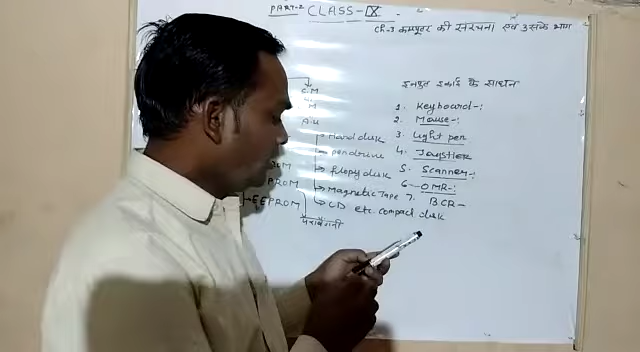 PART-2 CLASS-IX
Ch-1 कम्प्यूटर की संरचना एवं उसके भाग
इनपुट इकाई के साधन
C.M
A.U
1. Keyboard-:
2. Mouse-:
3. Light pen
4. Joystier
5. Scanner-:
6- OMR-:
7. BCR-
Hard disk
pendrive
flopy disk
Magnetic Tape
CD etc. compact disk
PROM
EEPROM